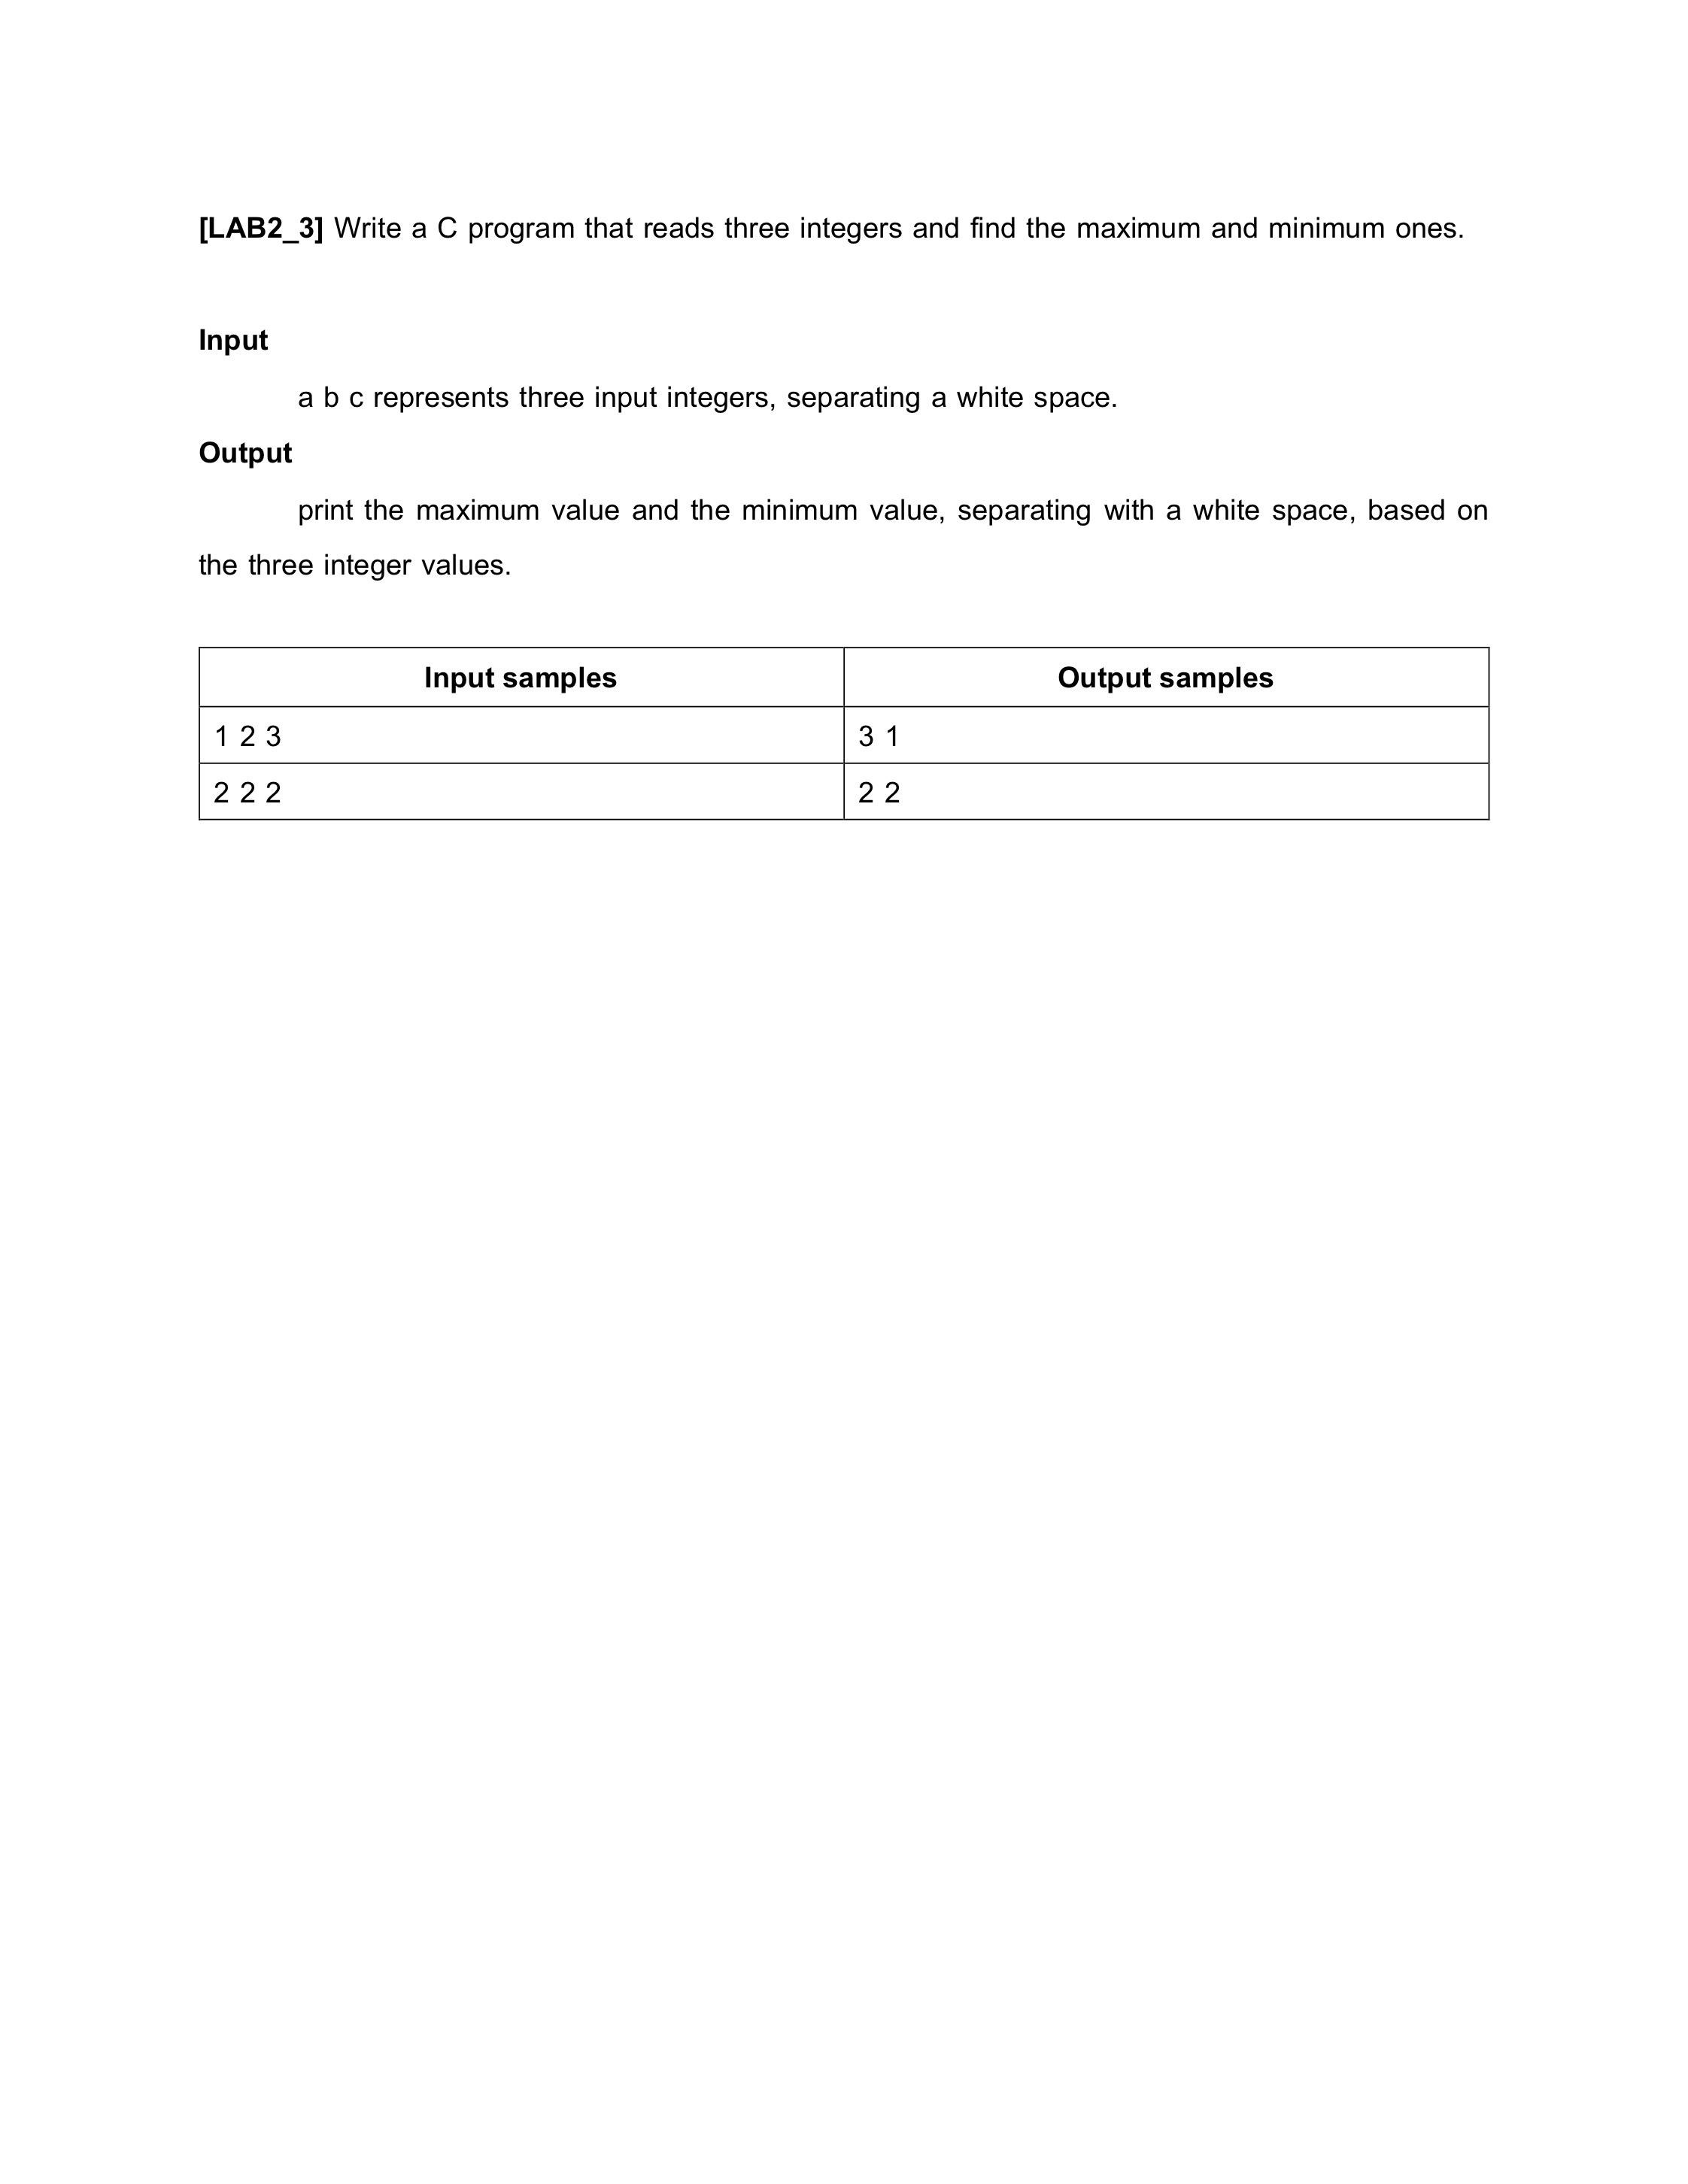 [LAB2_3] Write a C program that reads three integers and find the maximum and minimum ones.
Input
a b c represents three input integers, separating a white space.
Output
print the maximum value and the minimum value, separating with a white space, based on
the three integer values.
Input samples Output samples
1 2 3 3 1
2 2 2 2 2